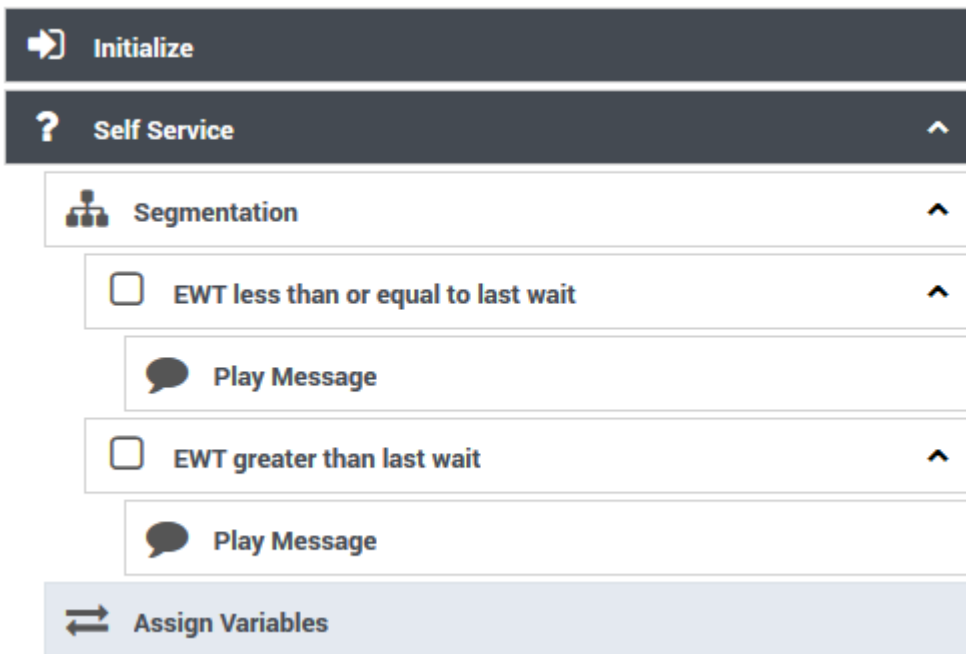 Initialize
? Self Service
Segmentation
EWT less than or equal to last wait
Play Message
EWT greater than last wait
Play Message
Assign Variables